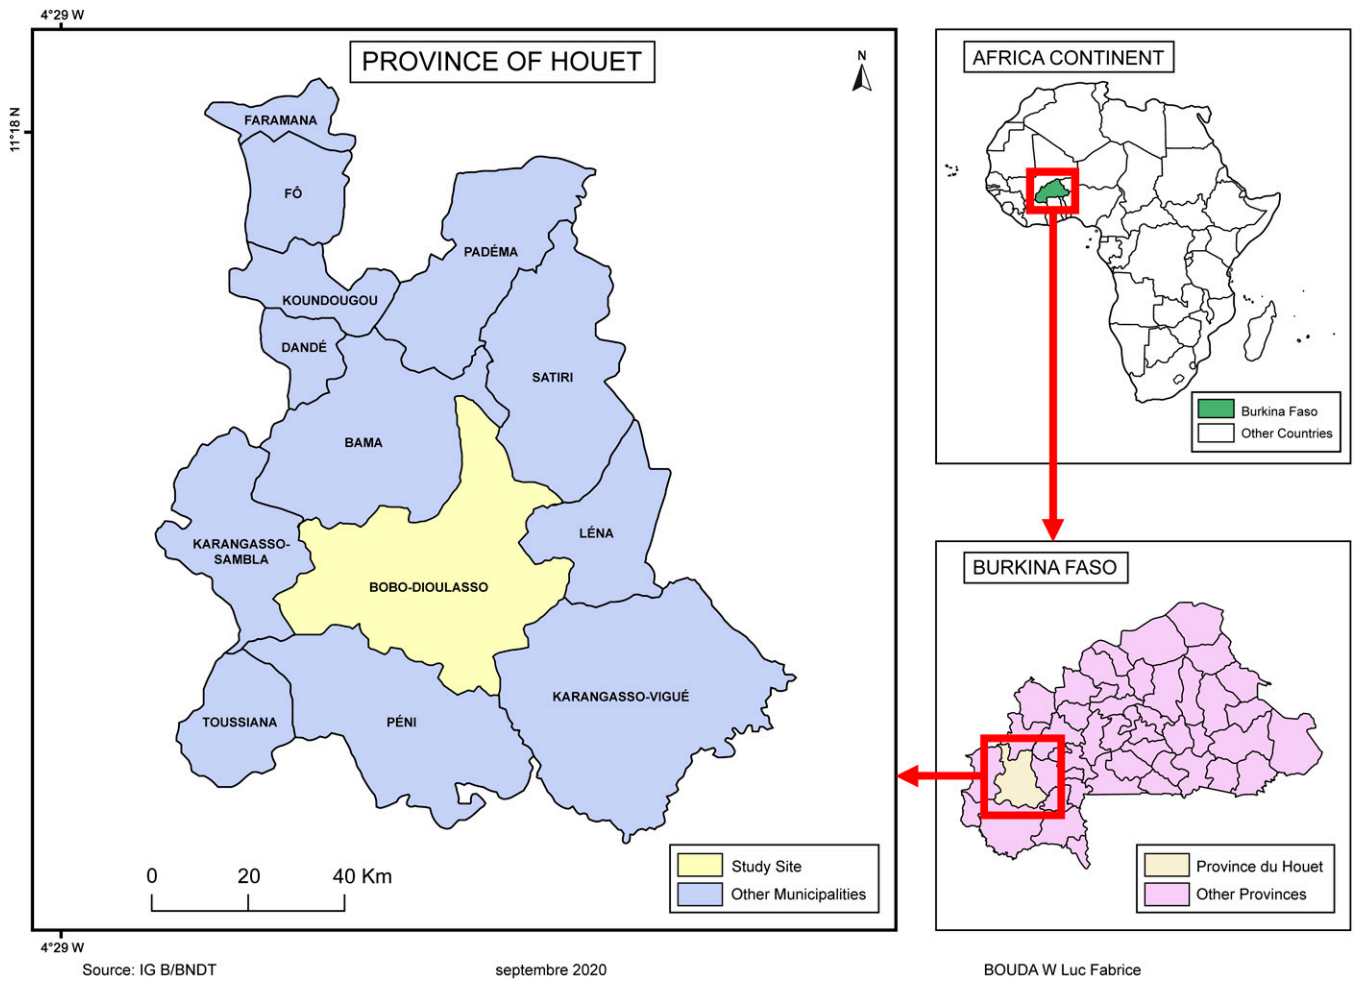 4°29 W
PROVINCE OF HOUET
N
11°18 N
FARAMANA
FÔ
PADÉMA
KOUNDOUGOU
DANDÉ
SATIRI
BAMA
LÉNA
KARANGASSO-
SAMBLA
BOBO-DIOULASSO
KARANGASSO-VIGUÉ
TOUSSIANA
PÉNI
0 20 40 Km
Study Site
Other Municipalities
4°29 W
AFRICA CONTINENT
Burkina Faso
Other Countries
BURKINA FASO
Province du Houet
Other Provinces
Source: IG B/BNDT
septembre 2020
BOUDA W Luc Fabrice